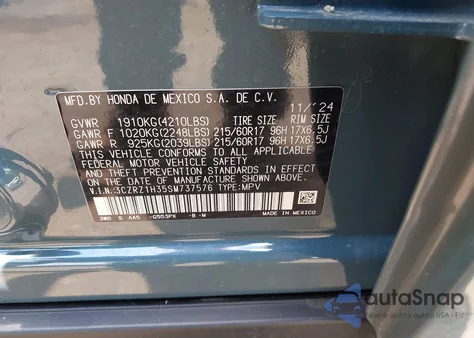 MFD.BY HONDA DE MEXICO S.A. DE C.V. 11/'24
GVWR 1910KG(4210LBS) TIRE SIZE RIM SIZE
GAWR F 1020KG(2248LBS) 215/60R17 96H 17X6.5J
GAWR R 925KG(2039LBS) 215/60R17 96H 17X6.5J
THIS VEHICLE CONFORMS TO ALL APPLICABLE
FEDERAL MOTOR VEHICLE SAFETY STANDARDS IN EFFECT
ON THE DATE OF MANUFACTURE SHOWN ABOVE.
V.I.N.:3CZRZ1H35SM737576 TYPE:MPV
3W0 S AAS -G553PX -B -M MADE IN MEXICO
autoSnap